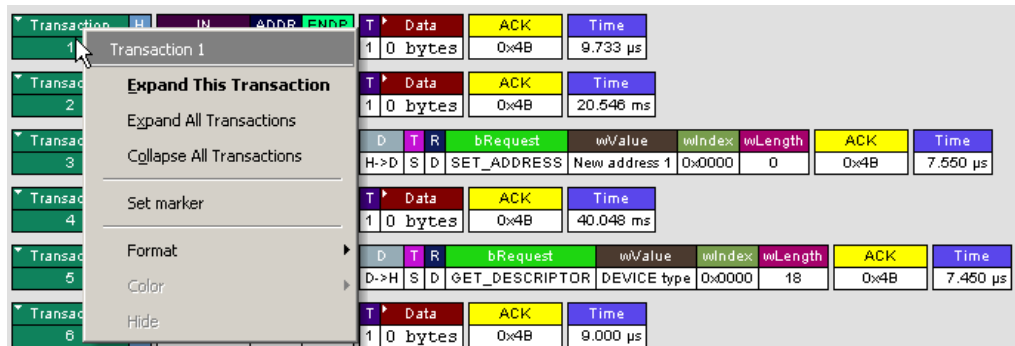 Transaction H IN ADDR ENDP T Data ACK Time
1 1 0 bytes 0x4B 9.733 µs
Transaction 1
Expand This Transaction
Expand All Transactions
Collapse All Transactions
Set marker
Format
Color
Hide
Transac T Data ACK Time
2 1 0 bytes 0x4B 20.546 ms
Transac D T R bRequest wValue wIndex wLength ACK Time
3 H->D S D SET_ADDRESS New address 1 0x0000 0 0x4B 7.550 µs
Transac T Data ACK Time
4 1 0 bytes 0x4B 40.048 ms
Transac D T R bRequest wValue wIndex wLength ACK Time
5 D->H S D GET_DESCRIPTOR DEVICE type 0x0000 18 0x4B 7.450 µs
Transac T Data ACK Time
6 1 0 bytes 0x4B 9.000 µs